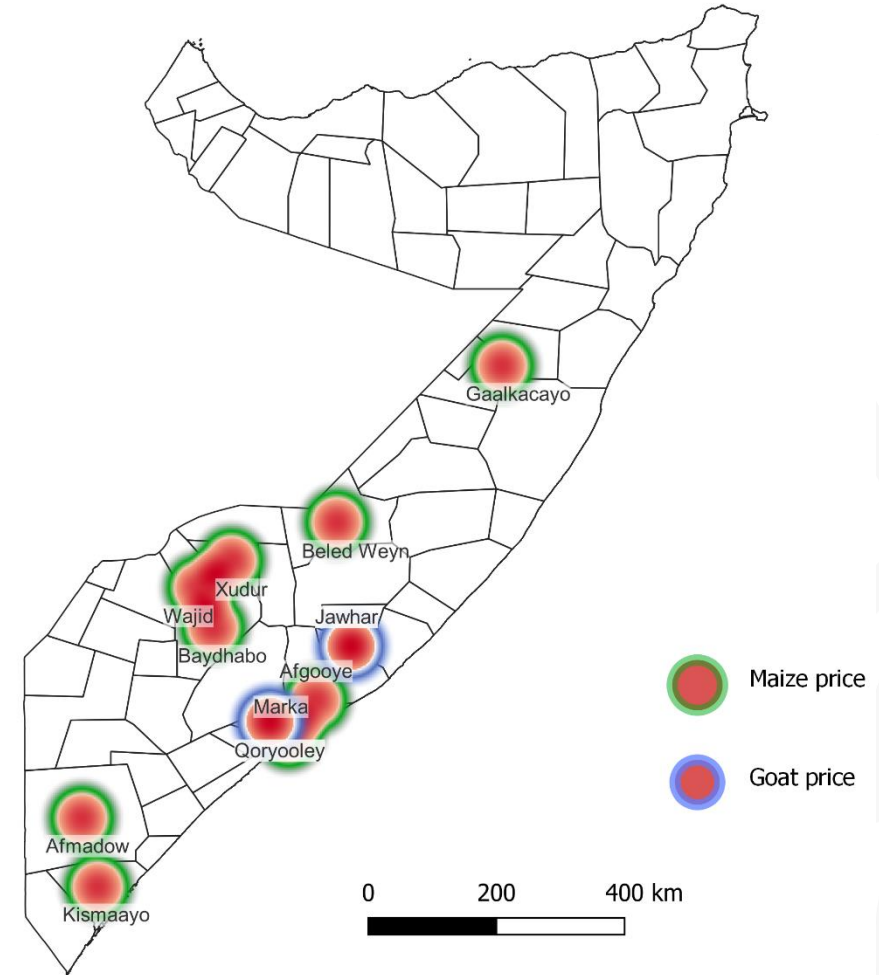 Gaalkacayo
Beled Weyn
Xudur
Wajid
Jawhar
Baydhabo
Afgooye
Marka
Qoryooley
Afmadow
Kismaayo
Maize price
Goat price
0 200 400 km